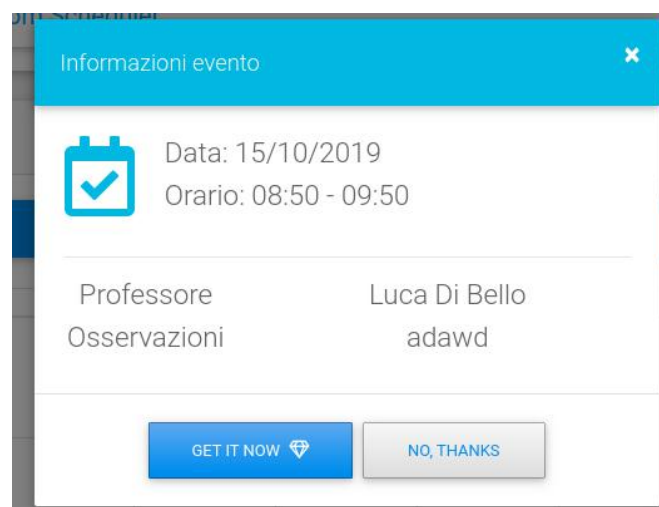 Scheduler
Informazioni evento
Data: 15/10/2019
Orario: 08:50 - 09:50
Professore Luca Di Bello
Osservazioni adawd
GET IT NOW
NO, THANKS